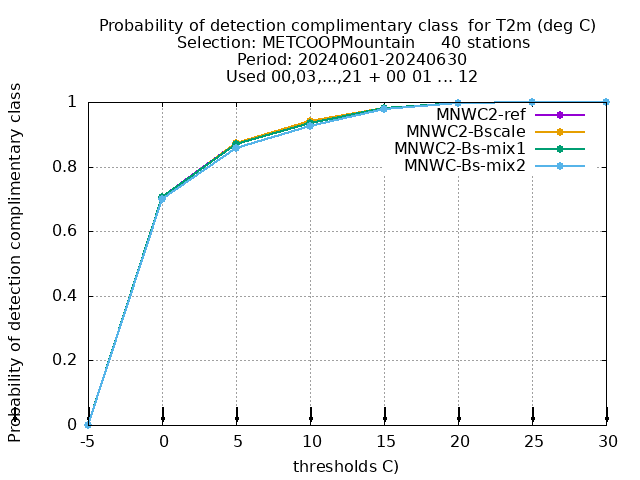 Probability of detection complimentary class  for T2m (deg C)
Selection: METCOOPMountain     40 stations
Period: 20240601-20240630
Used 00,03,...,21 + 00 01 ... 12
Probability of detection complimentary class
1
0.8
0.6
0.4
0.2
0
MNWC2-ref
MNWC2-Bscale
MNWC2-Bs-mix1
MNWC-Bs-mix2
-5 0 5 10 15 20 25 30
thresholds C)